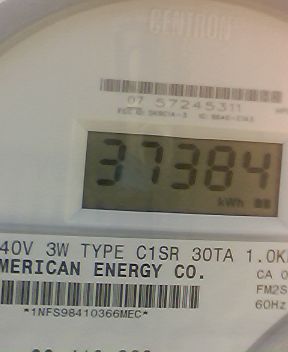 CENTRON
07 57245311
37384
kWh
40V 3W TYPE C1SR 30TA 1.0K
MERICAN ENERGY CO.
CA 0
FM2S
60Hz
*1NFS98410366MEC*